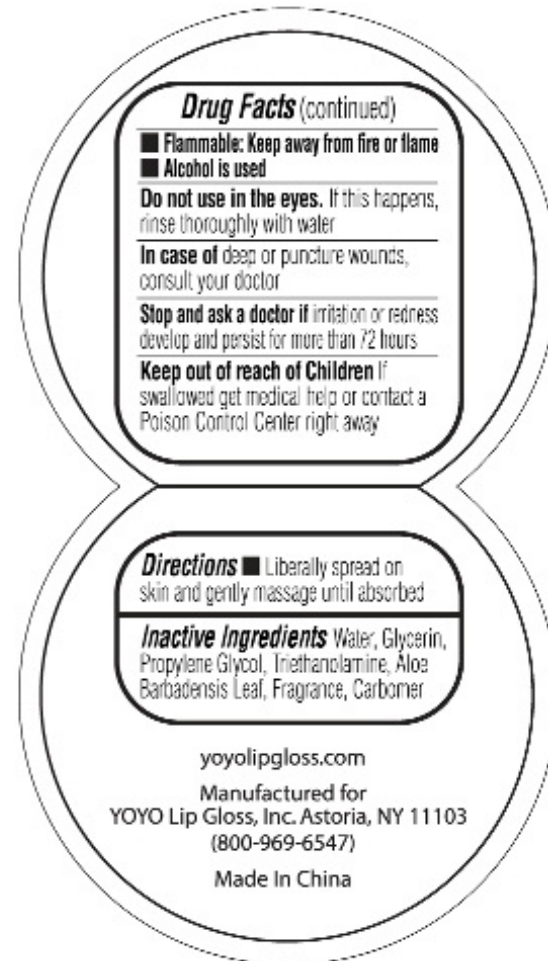 Drug Facts (continued)
■ Flammable: Keep away from fire or flame
■ Alcohol is used
Do not use in the eyes. If this happens,
rinse thoroughly with water
In case of deep or puncture wounds,
consult your doctor
Stop and ask a doctor if irritation or redness
develop and persist for more than 72 hours
Keep out of reach of Children If
swallowed get medical help or contact a
Poison Control Center right away
Directions ■ Liberally spread on
skin and gently massage until absorbed
Inactive Ingredients Water, Glycerin,
Propylene Glycol, Triethanolamine, Aloe
Barbadensis Leaf, Fragrance, Carbomer
yoyolipgloss.com
Manufactured for
YOYO Lip Gloss, Inc. Astoria, NY 11103
(800-969-6547)
Made In China